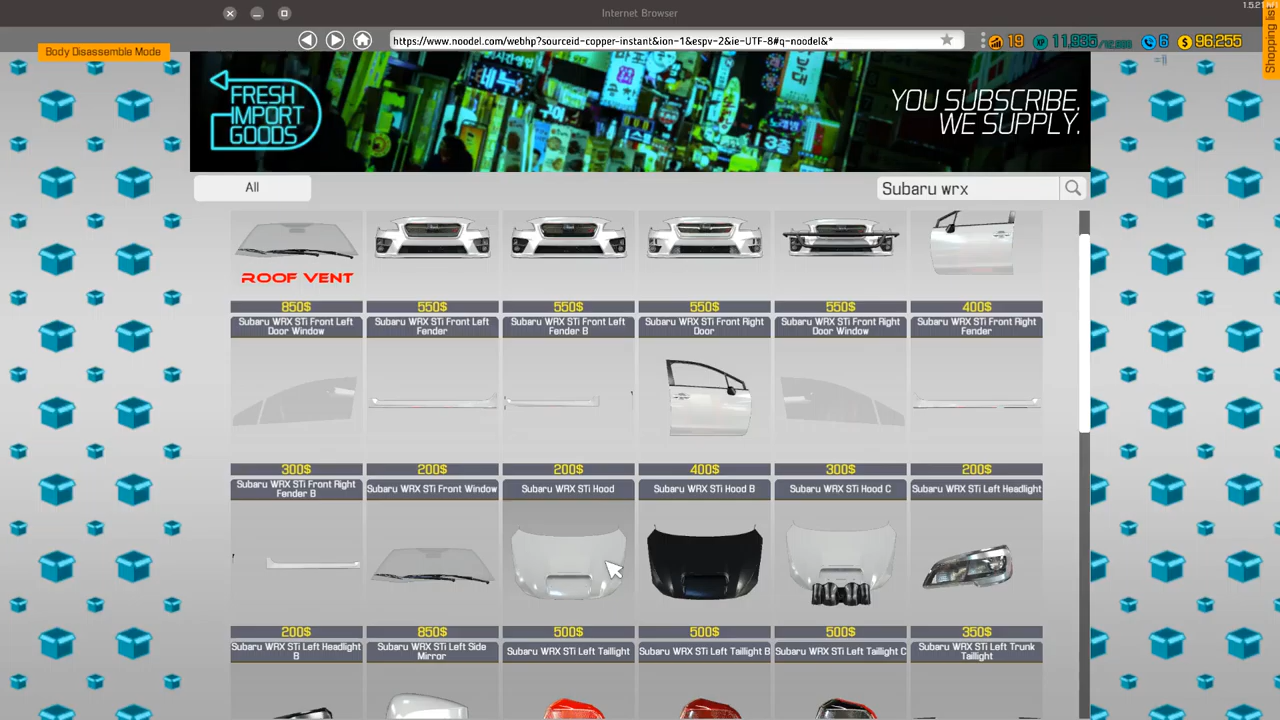 Internet Browser
1.5.21
Shopping list
Body Disassemble Mode
https://www.noodel.com/webhp?sourceid=copper-instant&ion=1&espv-2&ie=UTF-8#q=noodel&*
19
XP
6
$ 96,255
FRESH
IMPORT
GOODS
YOU SUBSCRIBE.
WE SUPPLY.
All
Subaru wrx
ROOF VENT
850$ 550$ 550$ 550$ 550$ 400$
Subaru WRX STi Front Left
Door Window
Subaru WRX STi Front Left
Fender
Subaru WRX STi Front Left
Fender B
Subaru WRX STi Front Right
Door
Subaru WRX STi Front Right
Door Window
Subaru WRX STi Front Right
Fender
300$ 200$ 200$ 400$ 300$ 200$
Subaru WRX STi Front Right
Fender B
Subaru WRX STi Front Window
Subaru WRX STi Hood
Subaru WRX STi Hood B
Subaru WRX STi Hood C
Subaru WRX STi Left Headlight
200$ 850$ 500$ 500$ 500$ 350$
Subaru WRX STi Left Headlight
B
Subaru WRX STi Left Side
Mirror
Subaru WRX STi Left Taillight
Subaru WRX STi Left Taillight B
Subaru WRX STi Left Taillight C
Subaru WRX STi Left Trunk
Taillight